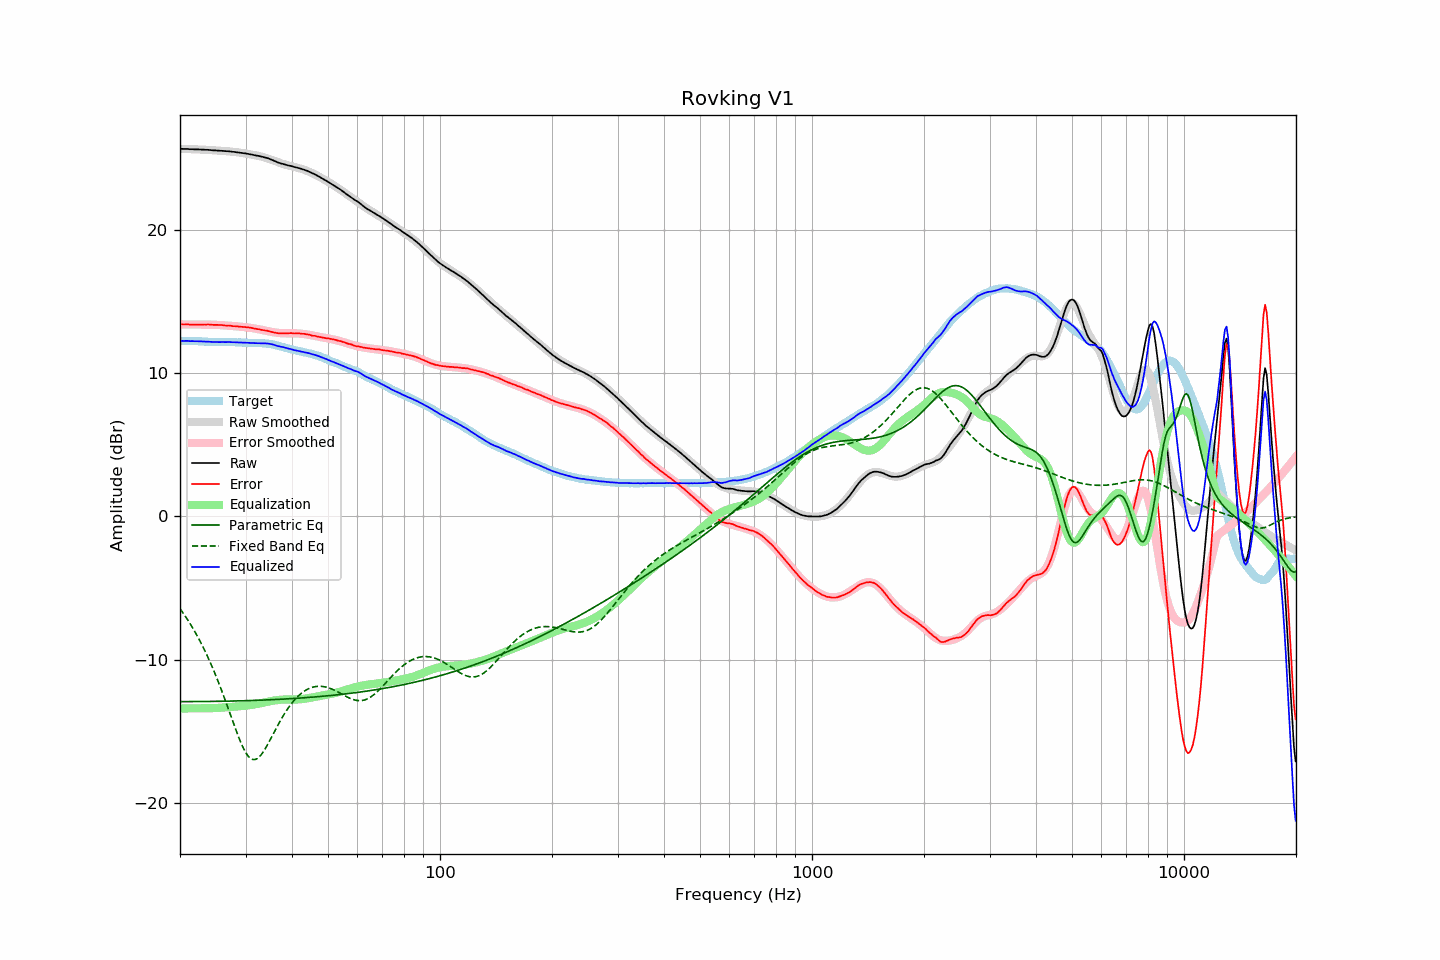 Rovking V1
Amplitude (dBr)
20
10
0
−10
−20
Target
Raw Smoothed
Error Smoothed
Raw
Error
Equalization
Parametric Eq
Fixed Band Eq
Equalized
100
1000
10000
Frequency (Hz)